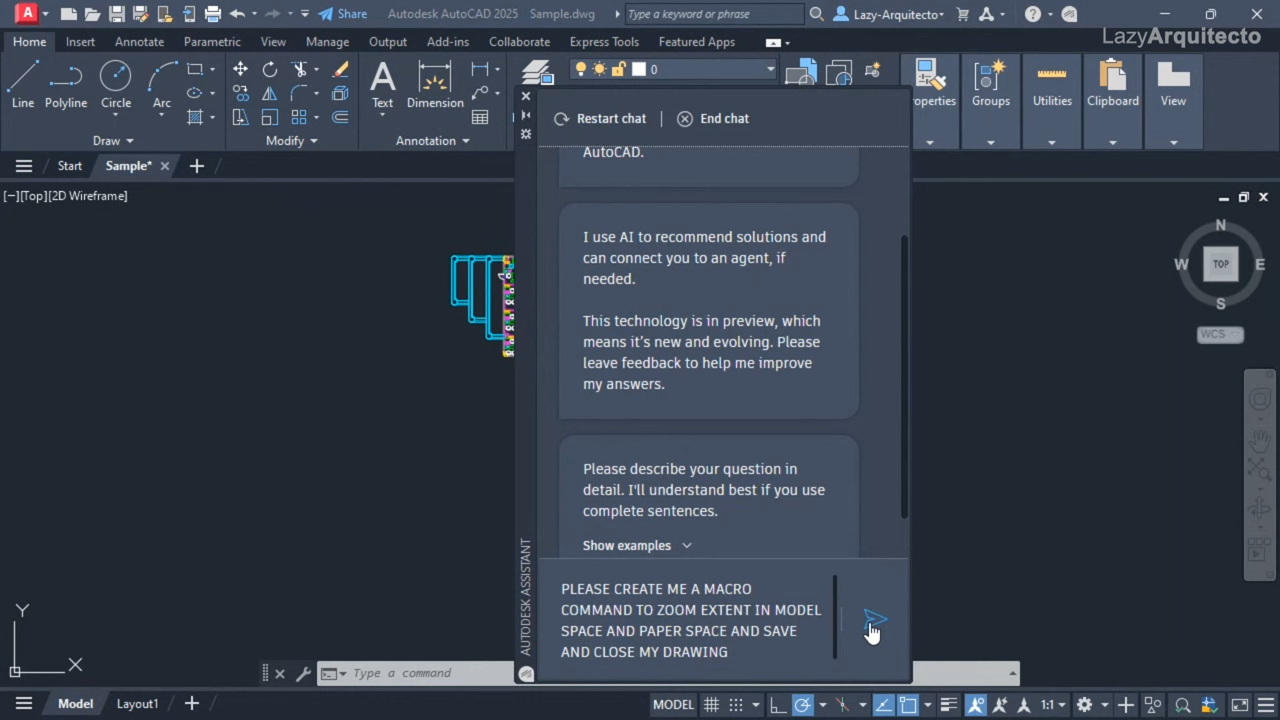 A
Share
Autodesk AutoCAD 2025 Sample.dwg
Type a keyword or phrase
Lazy-Arquitecto
LazyArquitecto
Home Insert Annotate Parametric View Manage Output Add-ins Collaborate Express Tools Featured Apps
0
Line Polyline Circle Arc
A
Text Dimension
operties Groups Utilities Clipboard View
Draw
Modify
Annotation
Start Sample*
[−][Top][2D Wireframe]
Restart chat | End chat
AutoCAD.
I use AI to recommend solutions and
can connect you to an agent, if
needed.
This technology is in preview, which
means it's new and evolving. Please
leave feedback to help me improve
my answers.
Please describe your question in
detail. I'll understand best if you use
complete sentences.
Show examples
AUTODESK ASSISTANT
PLEASE CREATE ME A MACRO
COMMAND TO ZOOM EXTENT IN MODEL
SPACE AND PAPER SPACE AND SAVE
AND CLOSE MY DRAWING
N
W TOP E
S
WCS
Y
X
Type a command
Model Layout1
MODEL
1:1